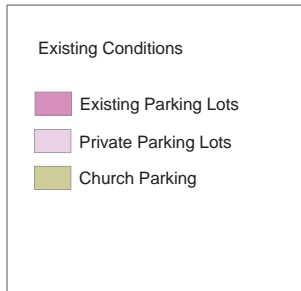 Existing Conditions
Existing Parking Lots
Private Parking Lots
Church Parking